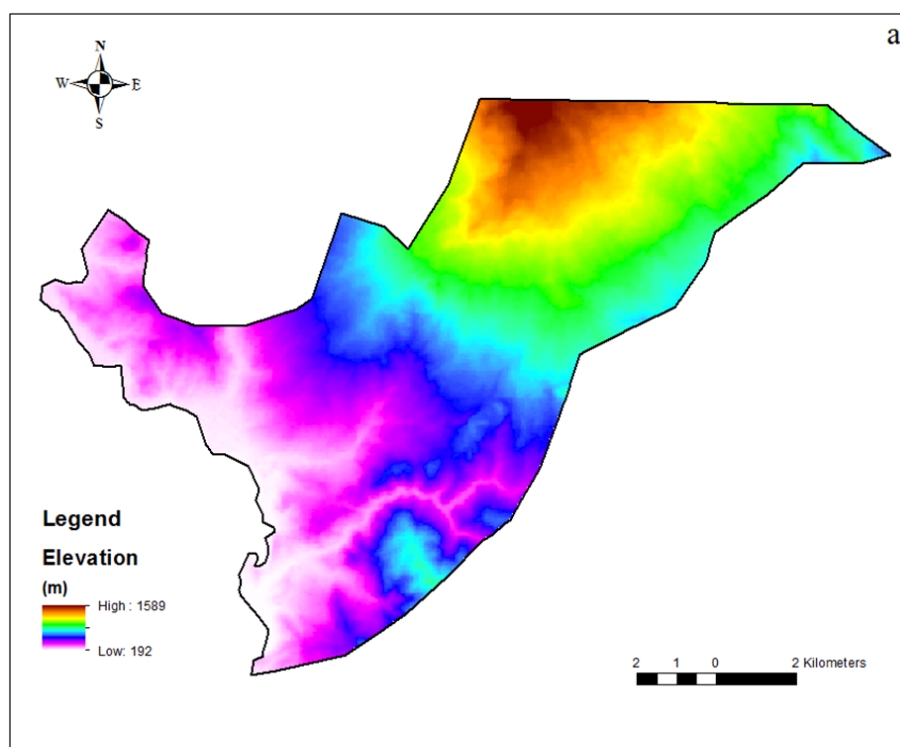 a
N
W E
S
Legend
Elevation
(m)
High : 1589
Low: 192
2 1 0 2 Kilometers